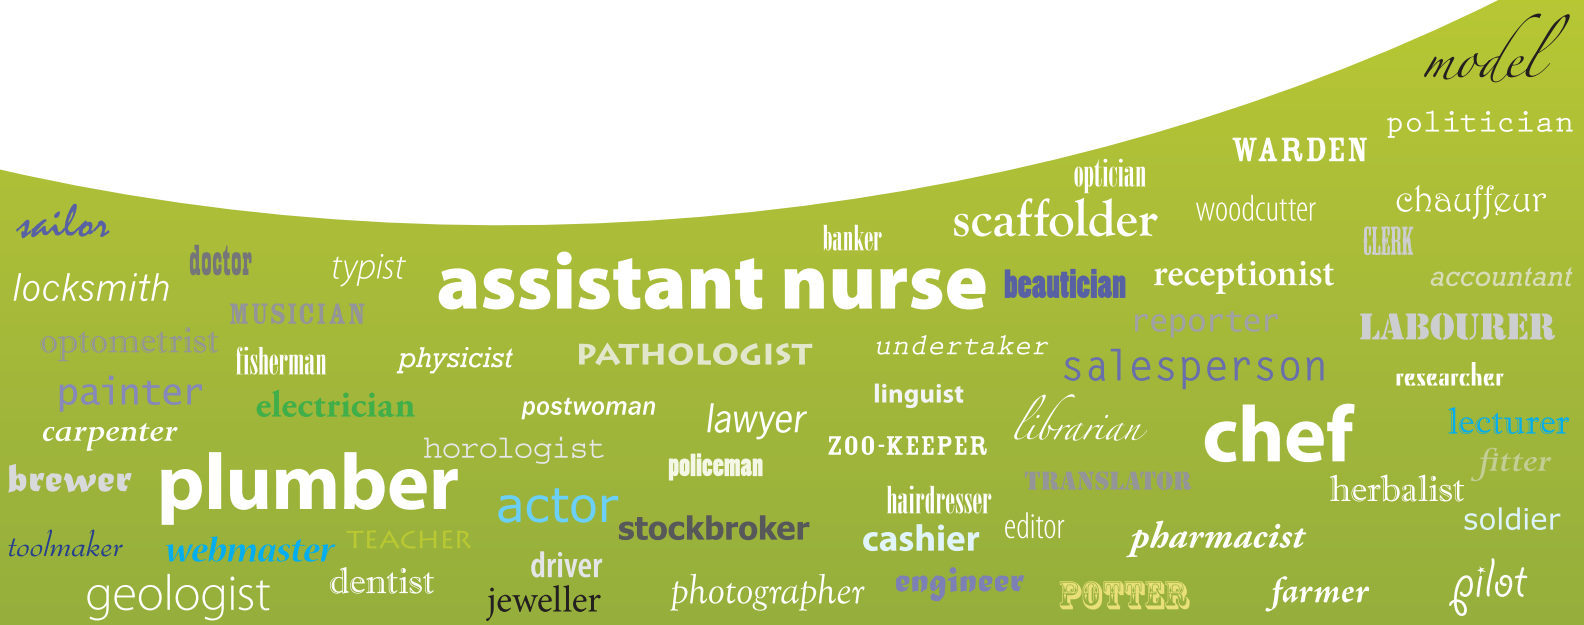 model
politician
WARDEN
optician
chauffeur
woodcutter
scaffolder
sailor
banker
CLERK
doctor
typist
assistant nurse
beautician
receptionist
accountant
locksmith
MUSICIAN
reporter
LABOURER
optometrist
fisherman
physicist
PATHOLOGIST
undertaker
salesperson
researcher
painter
electrician
postwoman
lawyer
linguist
librarian
chef
lecturer
carpenter
horologist
policeman
ZOO-KEEPER
fitter
brewer
plumber
TRANSLATOR
herbalist
actor
stockbroker
hairdresser
cashier
editor
pharmacist
soldier
toolmaker
webmaster
TEACHER
driver
geologist
dentist
jeweller
photographer
engineer
POTTER
farmer
pilot